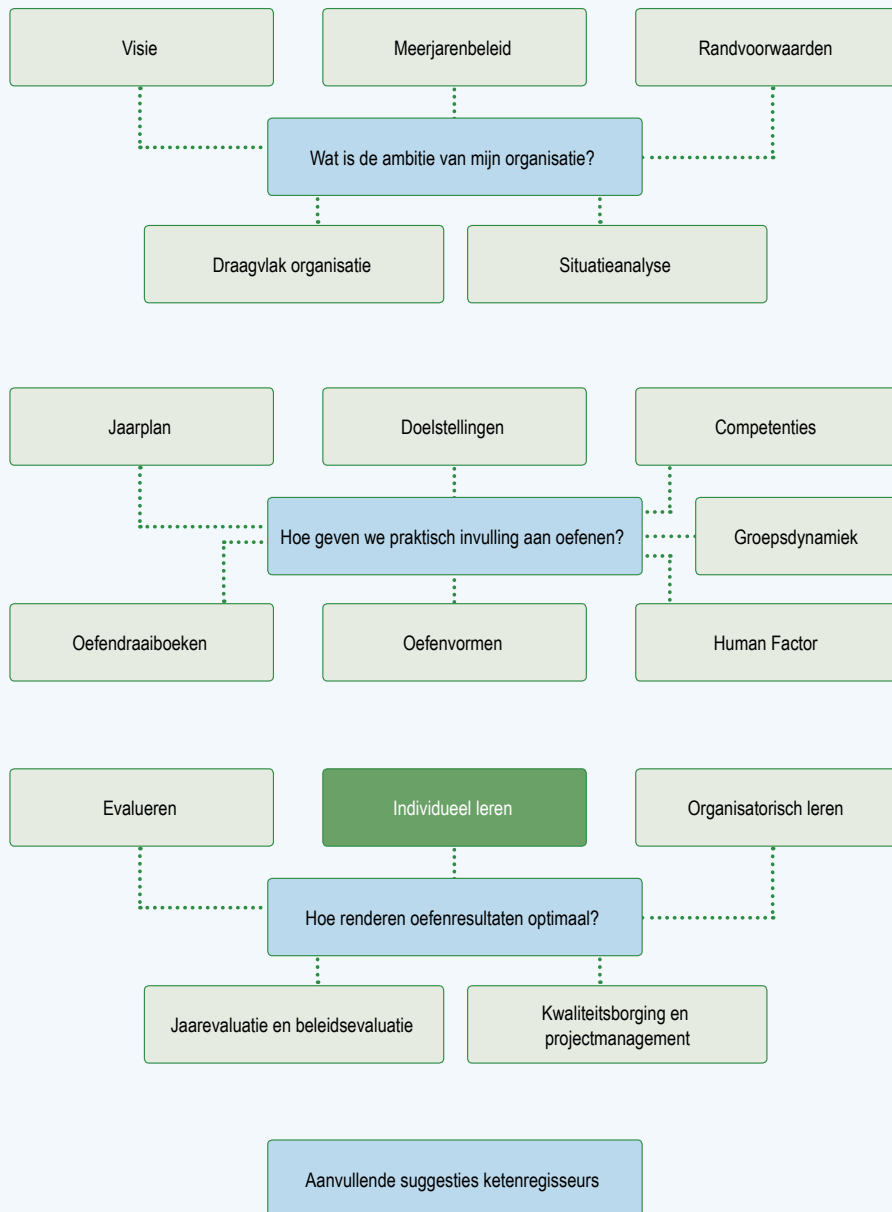 Visie
Meerjarenbeleid
Randvoorwaarden
Wat is de ambitie van mijn organisatie?
Draagvlak organisatie
Situatieanalyse
Jaarplan
Doelstellingen
Competenties
Hoe geven we praktisch invulling aan oefenen?
Groepsdynamiek
Oefendraaiboeken
Oefenvormen
Human Factor
Evalueren
Individueel leren
Organisatorisch leren
Hoe renderen oefenresultaten optimaal?
Jaarevaluatie en beleidsevaluatie
Kwaliteitsborging en
projectmanagement
Aanvullende suggesties ketenregisseurs